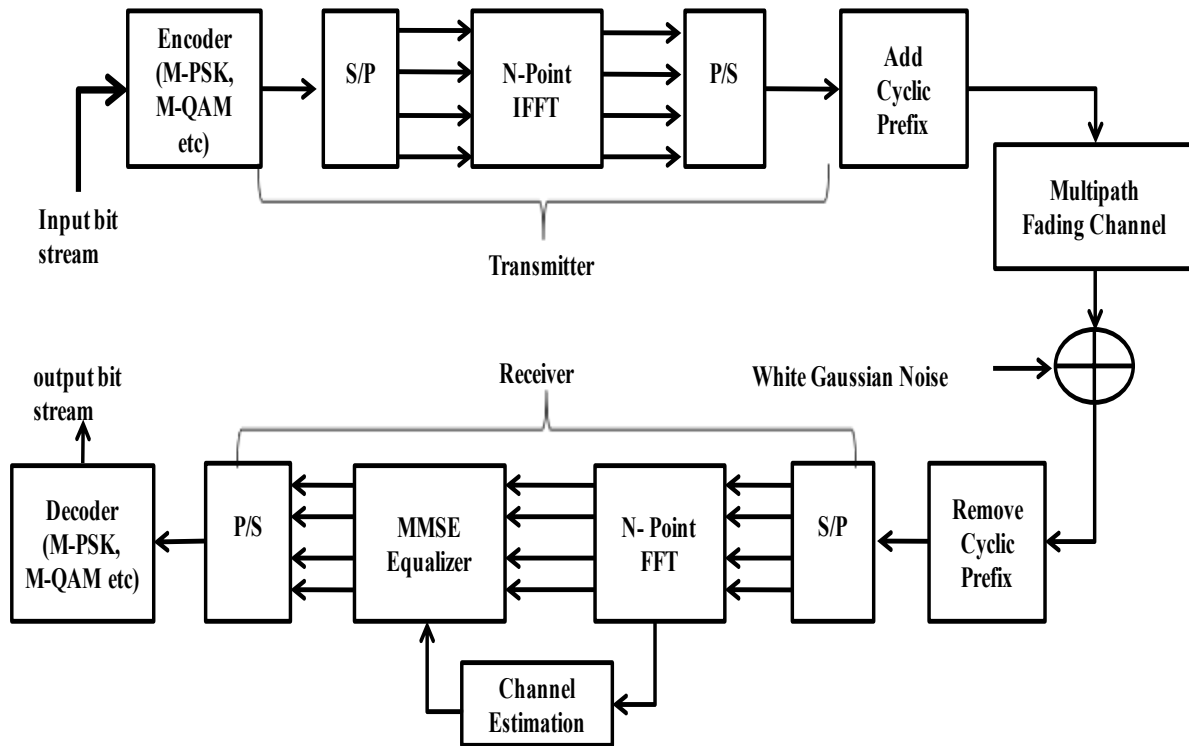 Encoder
(M-PSK,
M-QAM
etc)
S/P
N-Point
IFFT
P/S
Add
Cyclic
Prefix
Input bit
stream
Transmitter
Multipath
Fading Channel
White Gaussian Noise
Receiver
output bit
stream
Decoder
(M-PSK,
M-QAM etc)
P/S
MMSE
Equalizer
N- Point
FFT
S/P
Remove
Cyclic
Prefix
Channel
Estimation